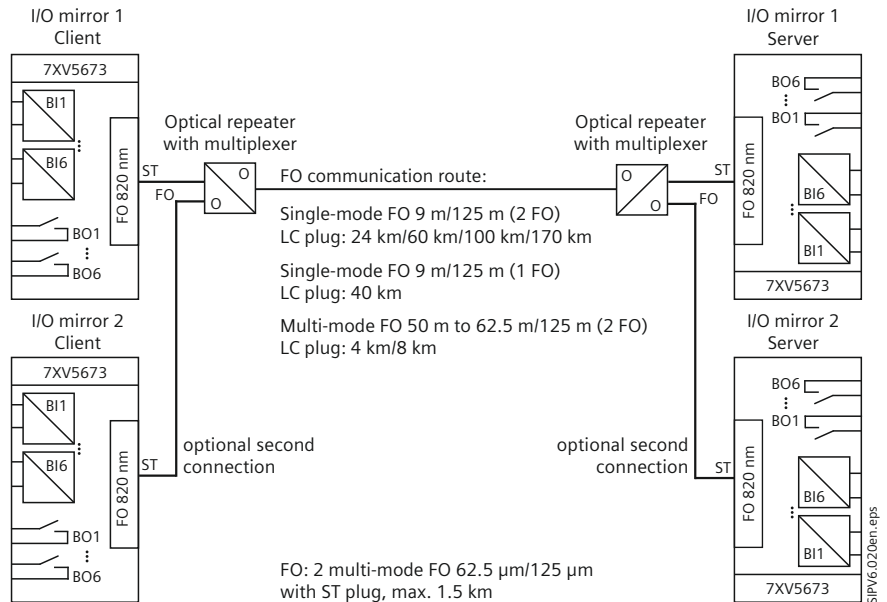 I/O mirror 1
Client
7XV5673
BI1
BI6
BO1
BO6
FO 820 nm
ST
FO
Optical repeater
with multiplexer
O
O
FO communication route:
Single-mode FO 9 m/125 m (2 FO)
LC plug: 24 km/60 km/100 km/170 km
Single-mode FO 9 m/125 m (1 FO)
LC plug: 40 km
Multi-mode FO 50 m to 62.5 m/125 m (2 FO)
LC plug: 4 km/8 km
Optical repeater
with multiplexer
O
O
ST
FO
I/O mirror 1
Server
BO6
BO1
FO 820 nm
BI6
BI1
7XV5673
I/O mirror 2
Client
7XV5673
BI1
BI6
BO1
BO6
FO 820 nm
ST
optional second
connection
optional second
connection
ST
I/O mirror 2
Server
BO6
BO1
FO 820 nm
BI6
BI1
7XV5673
FO: 2 multi-mode FO 62.5 µm/125 µm
with ST plug, max. 1.5 km
SIPV6.020en.eps